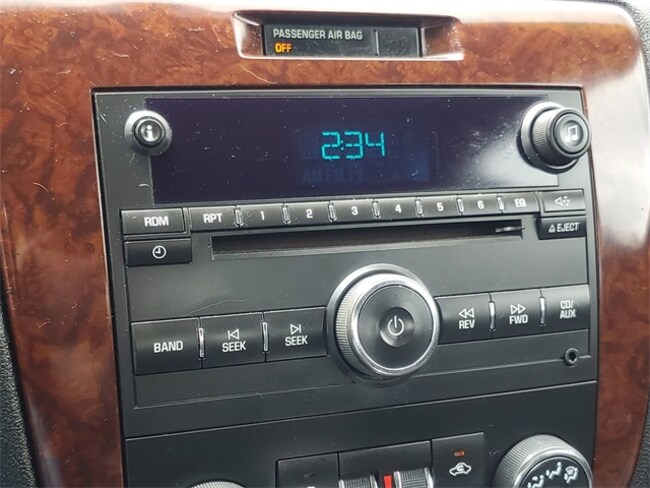 PASSENGER AIR BAG
OFF
2:34
RDM RPT 1 2 3 4 5 6 EQ
EJECT
BAND SEEK SEEK REV FWD CD/
AUX